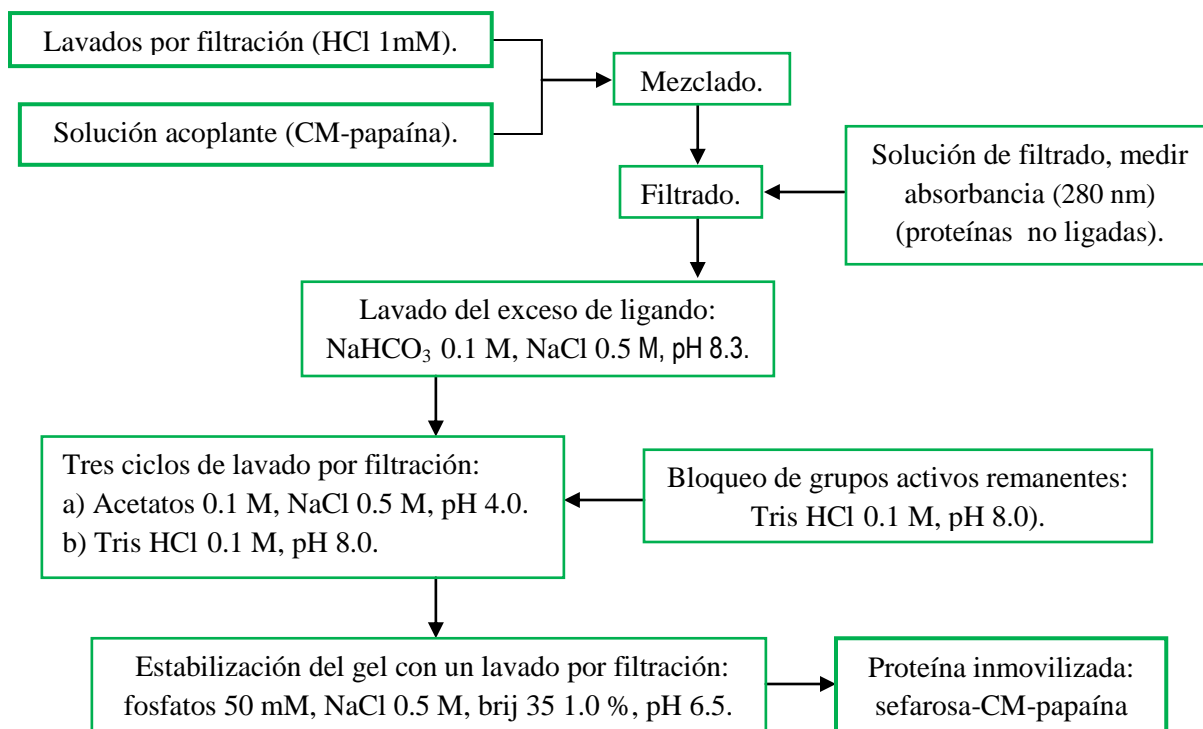 Lavados por filtración (HCl 1mM).
Solución acoplante (CM-papaína).
Mezclado.
Filtrado.
Solución de filtrado, medir
absorbancia (280 nm)
(proteínas no ligadas).
Lavado del exceso de ligando:
NaHCO₃ 0.1 M, NaCl 0.5 M, pH 8.3.
Tres ciclos de lavado por filtración:
a) Acetatos 0.1 M, NaCl 0.5 M, pH 4.0.
b) Tris HCl 0.1 M, pH 8.0.
Bloqueo de grupos activos remanentes:
Tris HCl 0.1 M, pH 8.0).
Estabilización del gel con un lavado por filtración:
fosfatos 50 mM, NaCl 0.5 M, brij 35 1.0 %, pH 6.5.
Proteína inmovilizada:
sefarosa-CM-papaína